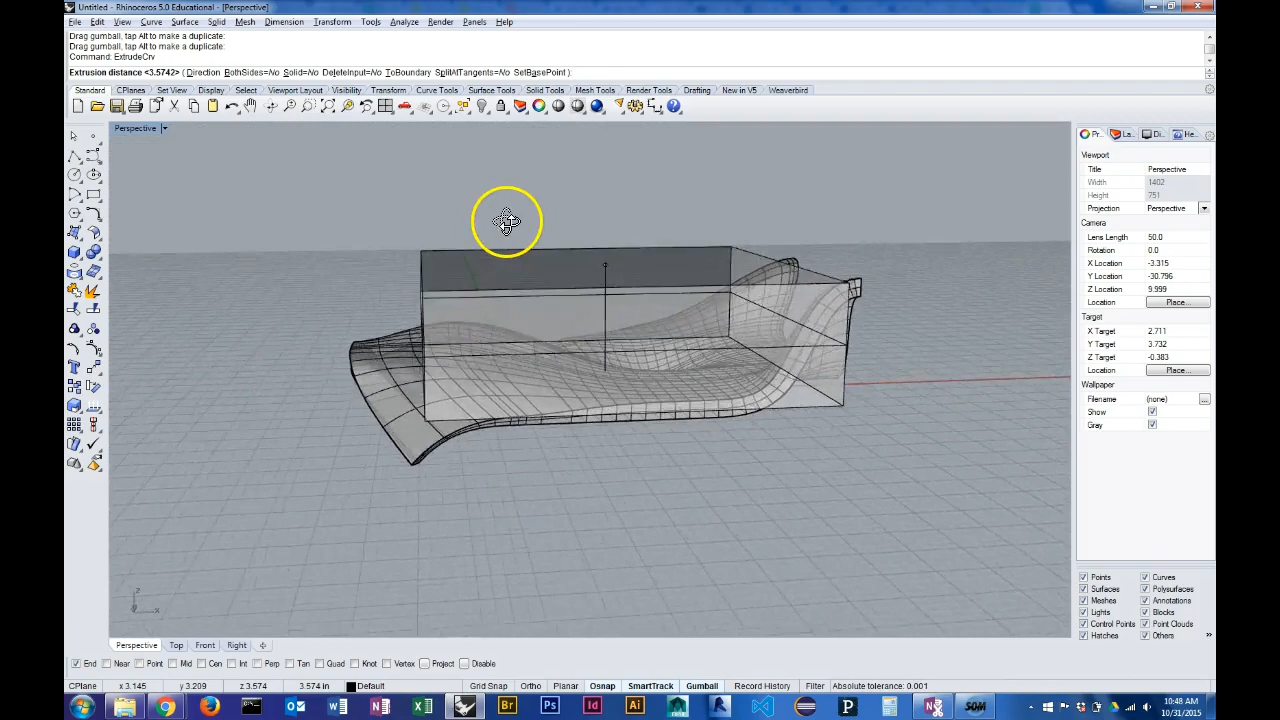 Untitled - Rhinoceros 5.0 Educational - [Perspective]
File Edit View Curve Surface Solid Mesh Dimension Transform Tools Analyze Render Panels Help
Drag gumball, tap Alt to make a duplicate:
Drag gumball, tap Alt to make a duplicate:
Command: ExtrudeCrv
Extrusion distance <3.5742> ( Direction BothSides=No Solid=No DeleteInput=No ToBoundary SplitAtTangents=No SetBasePoint ):
Standard CPlanes Set View Display Select Viewport Layout Visibility Transform Curve Tools Surface Tools Solid Tools Mesh Tools Render Tools Drafting New in V5 Weaverbird
Perspective
Pr... La... Di... He...
Viewport
Title Perspective
Width 1402
Height 751
Projection Perspective
Camera
Lens Length 50.0
Rotation 0.0
X Location -3.315
Y Location -30.796
Z Location 9.999
Location Place...
Target
X Target 2.711
Y Target 3.732
Z Target -0.383
Location Place...
Wallpaper
Filename (none) ...
Show
Gray
z
x
Points Curves
Surfaces Polysurfaces
Meshes Annotations
Lights Blocks
Control Points Point Clouds
Hatches Others »
Perspective Top Front Right
End Near Point Mid Cen Int Perp Tan Quad Knot Vertex Project Disable
CPlane x 3.145 y 3.209 z 3.574 3.574 in Default Grid Snap Ortho Planar Osnap SmartTrack Gumball Record History Filter Absolute tolerance: 0.001
Br Ps Id Ai P SOM
10:48 AM
10/31/2015